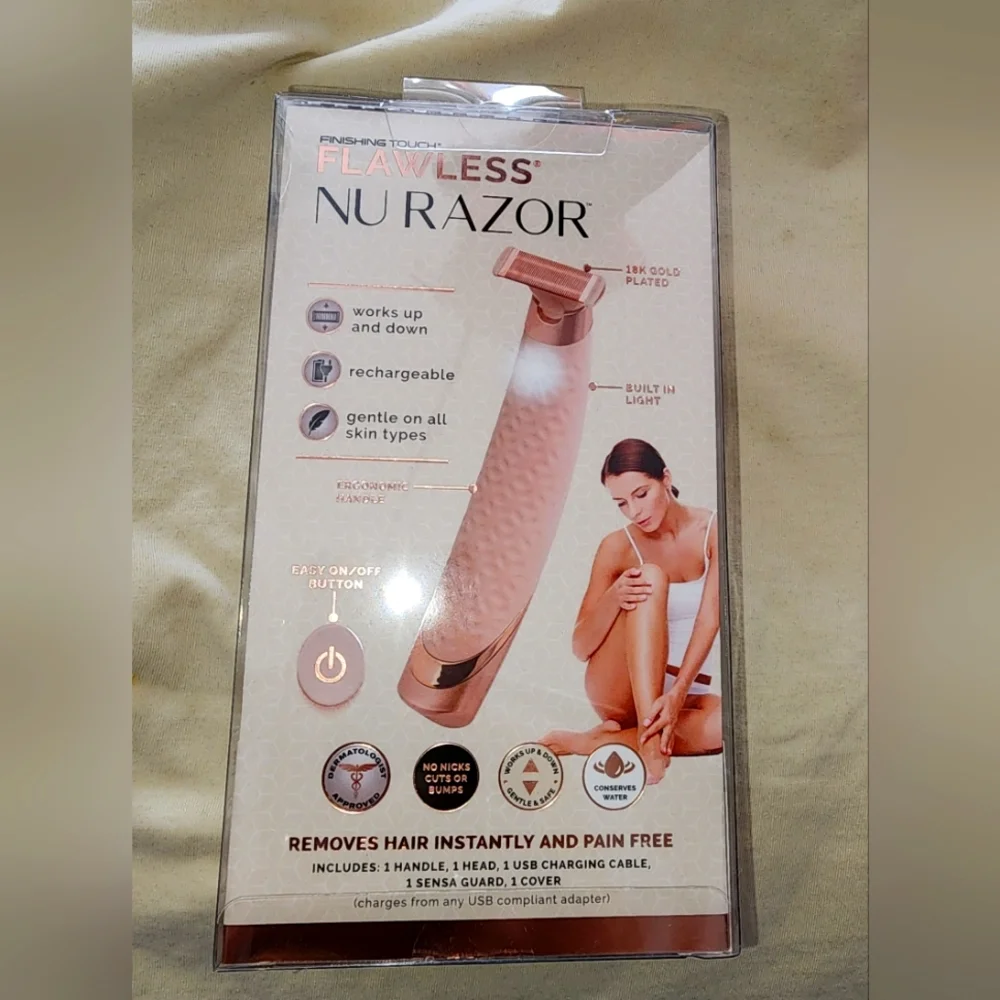 FINISHING TOUCH®
FLAWLESS®
NU RAZOR™
18K GOLD
PLATED
works up
and down
rechargeable
BUILT IN
LIGHT
gentle on all
skin types
ERGONOMIC
HANDLE
EASY ON/OFF
BUTTON
DERMATOLOGIST
APPROVED
NO NICKS
CUTS OR
BUMPS
WORKS UP & DOWN
GENTLE & SAFE
CONSERVES
WATER
REMOVES HAIR INSTANTLY AND PAIN FREE
INCLUDES: 1 HANDLE, 1 HEAD, 1 USB CHARGING CABLE,
1 SENSA GUARD, 1 COVER
(charges from any USB compliant adapter)